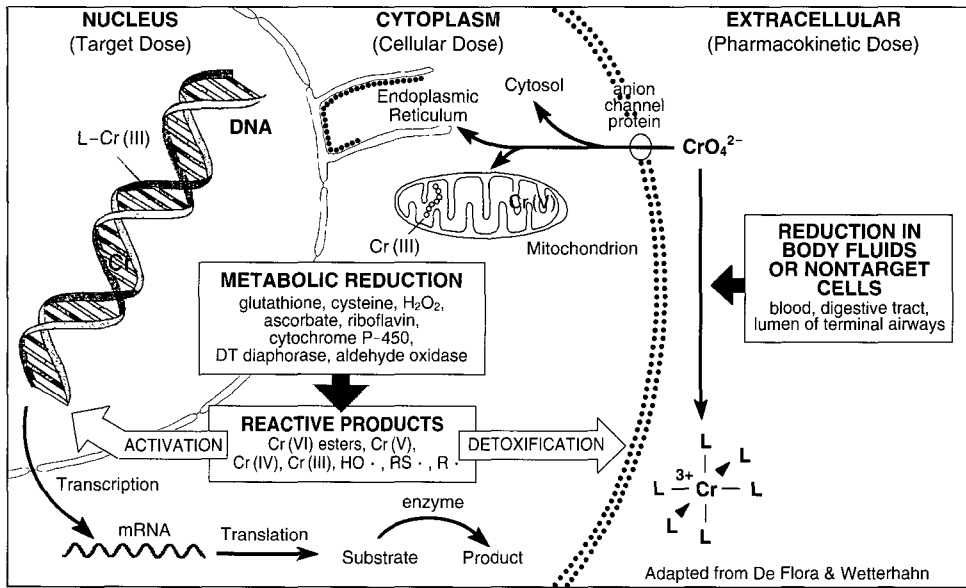 NUCLEUS
(Target Dose)
CYTOPLASM
(Cellular Dose)
EXTRACELLULAR
(Pharmacokinetic Dose)
DNA
L–Cr (III)
Cr
Endoplasmic
Reticulum
Cytosol
anion
channel
protein
CrO₄²⁻
Cr (V)
Cr (III)
Mitochondrion
REDUCTION IN
BODY FLUIDS
OR NONTARGET
CELLS
blood, digestive tract,
lumen of terminal airways
METABOLIC REDUCTION
glutathione, cysteine, H₂O₂,
ascorbate, riboflavin,
cytochrome P–450,
DT diaphorase, aldehyde oxidase
REACTIVE PRODUCTS
Cr (VI) esters, Cr (V),
Cr (IV), Cr (III), HO · , RS · , R ·
ACTIVATION
DETOXIFICATION
Transcription
mRNA
Translation
Substrate
enzyme
Product
L
L
3+
L
Cr
L
L
L
Adapted from De Flora & Wetterhahn